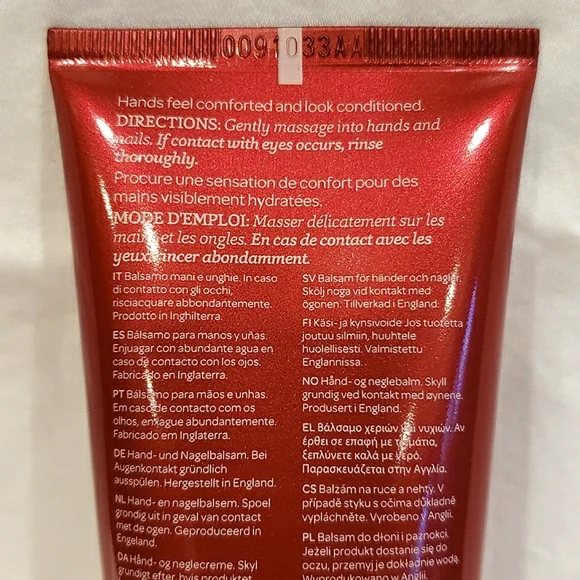 0091033AA
Hands feel comforted and look conditioned.
DIRECTIONS: Gently massage into hands and
nails. If contact with eyes occurs, rinse
thoroughly.
Procure une sensation de confort pour des
mains visiblement hydratées.
MODE D'EMPLOI: Masser délicatement sur les
mains et les ongles. En cas de contact avec les
yeux rincer abondamment.
IT Balsamo mani e unghie. In caso
di contatto con gli occhi,
risciacquare abbondantemente.
Prodotto in Inghilterra.
ES Bálsamo para manos y uñas.
Enjuagar con abundante agua en
caso de contacto con los ojos.
Fabricado en Inglaterra.
PT Bálsamo para mãos e unhas.
Em caso de contacto com os
olhos, enxague abundantemente.
Fabricado em Inglaterra.
DE Hand- und Nagelbalsam. Bei
Augenkontakt gründlich
ausspülen. Hergestellt in England.
NL Hand- en nagelbalsem. Spoel
grondig uit in geval van contact
met de ogen. Geproduceerd in
Engeland.
DA Hånd- og neglecreme. Skyl
grundigt efter, hvis produktet
SV Balsam för händer och naglar.
Skölj noga vid kontakt med
ögonen. Tillverkad i England.
FI Käsi- ja kynsivoide Jos tuotetta
joutuu silmiin, huuhtele
huolellisesti. Valmistettu
Englannissa..
NO Hånd- og neglebalm. Skyll
grundig ved kontakt med øynene.
Produsert i England.
EL Βάλσαμο χεριών και νυχιών. Αν
έρθει σε επαφή με τα μάτια,
ξεπλύνετε καλά με νερό.
Παρασκευάζεται στην Αγγλία.
CS Balzám na ruce a nehty. V
případě styku s očima důkladně
vypláchněte. Vyrobeno v Anglii.
PL Balsam do dłoni i paznokci.
Jeżeli produkt dostanie się do
oczu, przemyj je dokładnie wodą.
Wyprodukowano w Anglii.